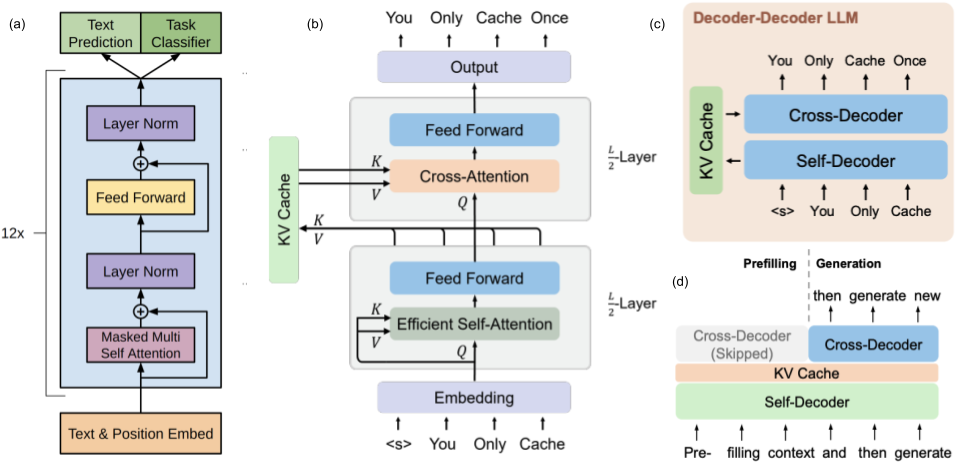 (a)
Text
Prediction
Task
Classifier
12x
Layer Norm
+
Feed Forward
Layer Norm
+
Masked Multi
Self Attention
Text & Position Embed
(b)
You Only Cache Once
Output
Feed Forward
Cross-Attention
K
V
Q
L/2-Layer
KV Cache
K
V
Feed Forward
Efficient Self-Attention
K
V
Q
L/2-Layer
Embedding
<s> You Only Cache
(c)
Decoder-Decoder LLM
You Only Cache Once
Cross-Decoder
KV Cache
Self-Decoder
<s> You Only Cache
(d)
Prefilling Generation
then generate new
Cross-Decoder
(Skipped)
Cross-Decoder
KV Cache
Self-Decoder
Pre- filling context and then generate